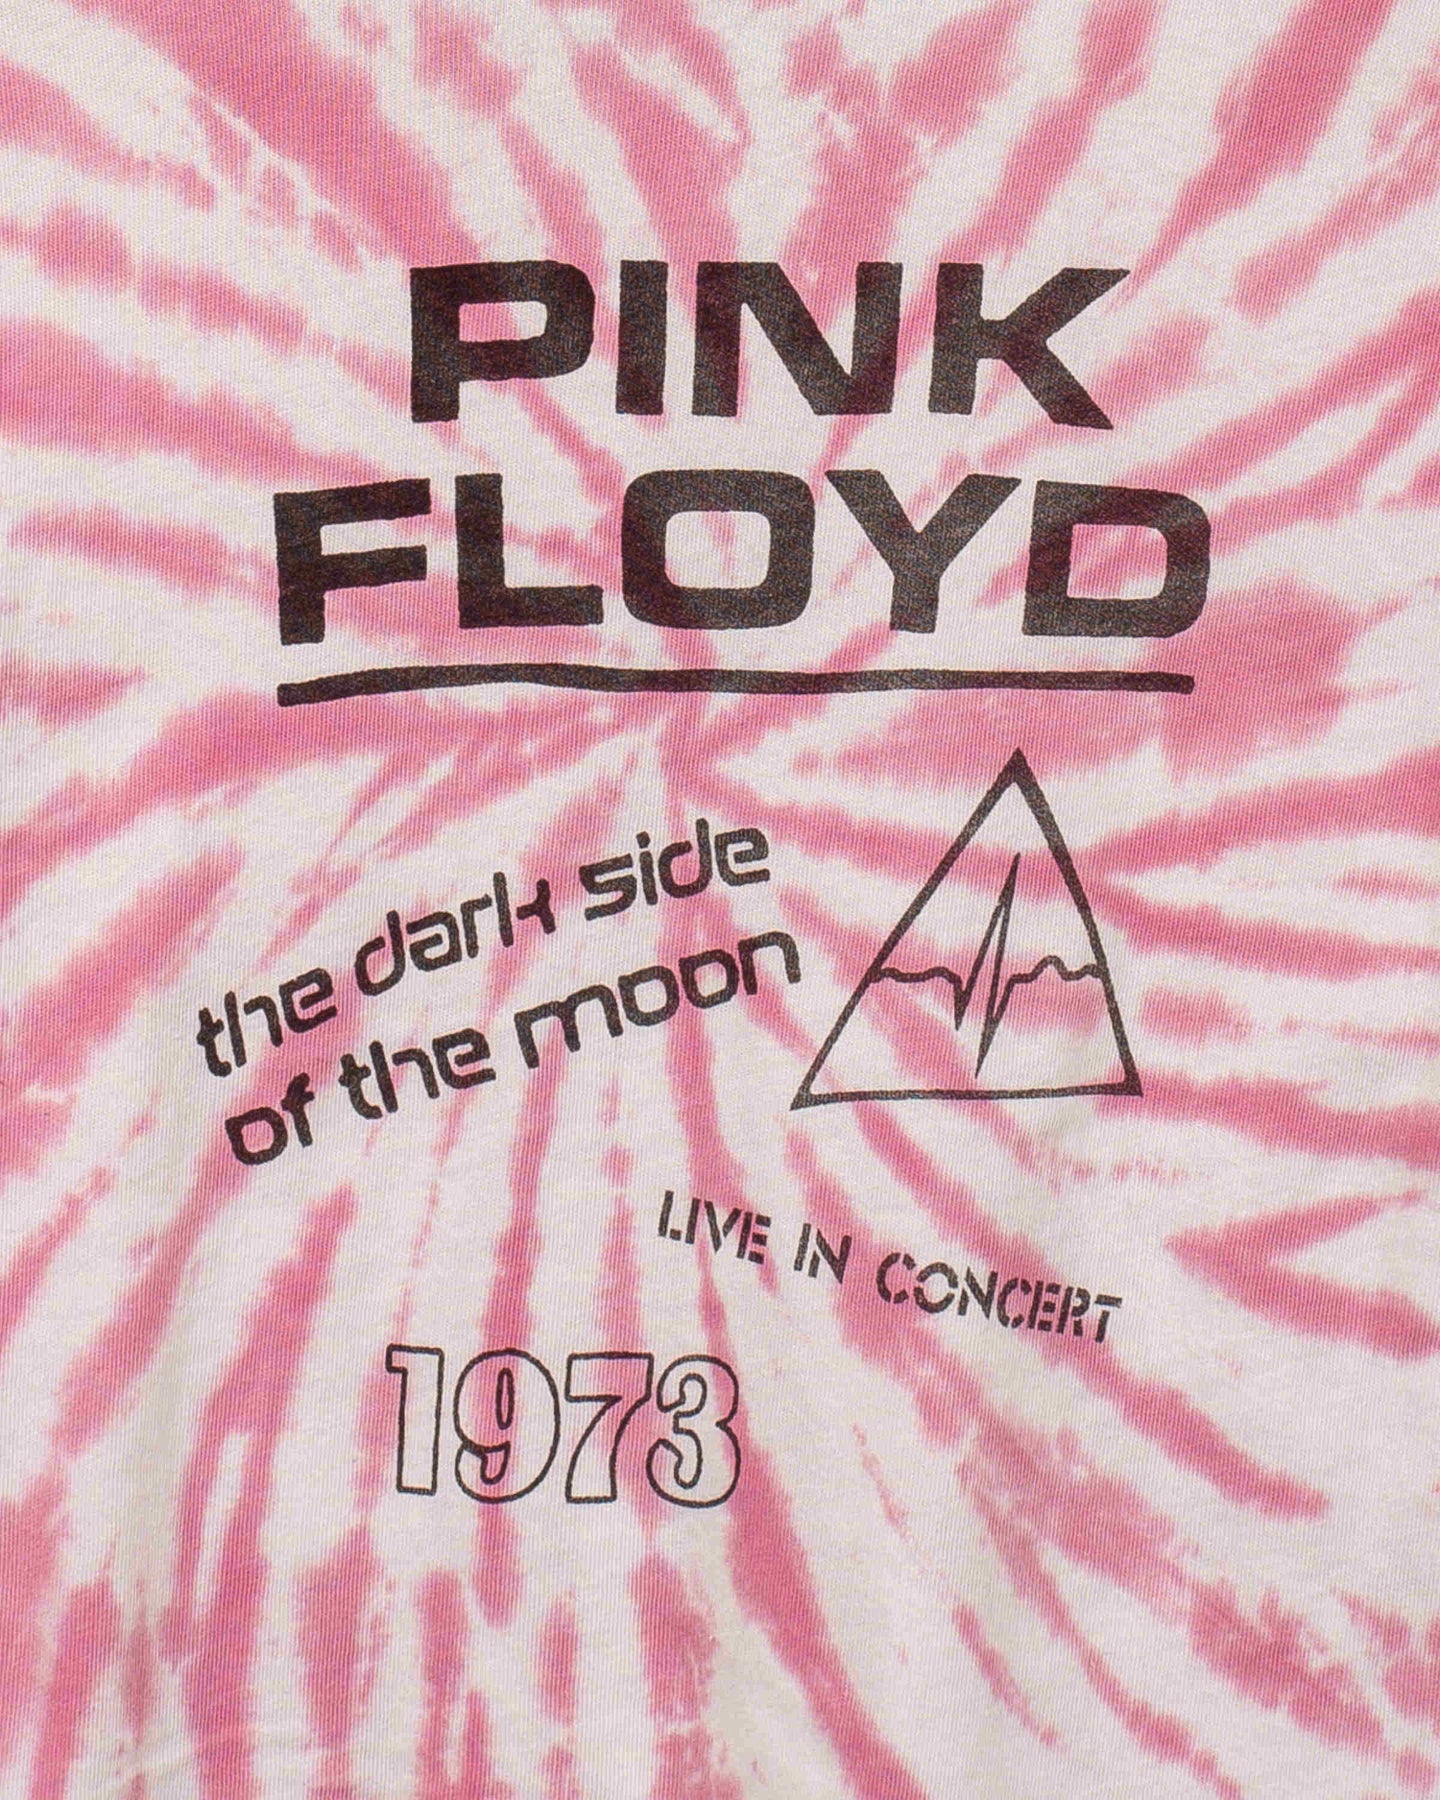 PINK
FLOYD
the dark side
of the moon
LIVE IN CONCERT
1973